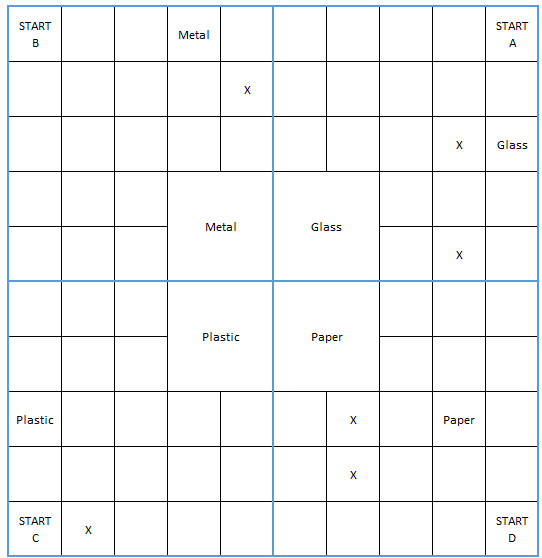 START
B
Metal
START
A
X
X
Glass
Metal
Glass
X
Plastic
Paper
Plastic
X
Paper
X
START
C
X
START
D